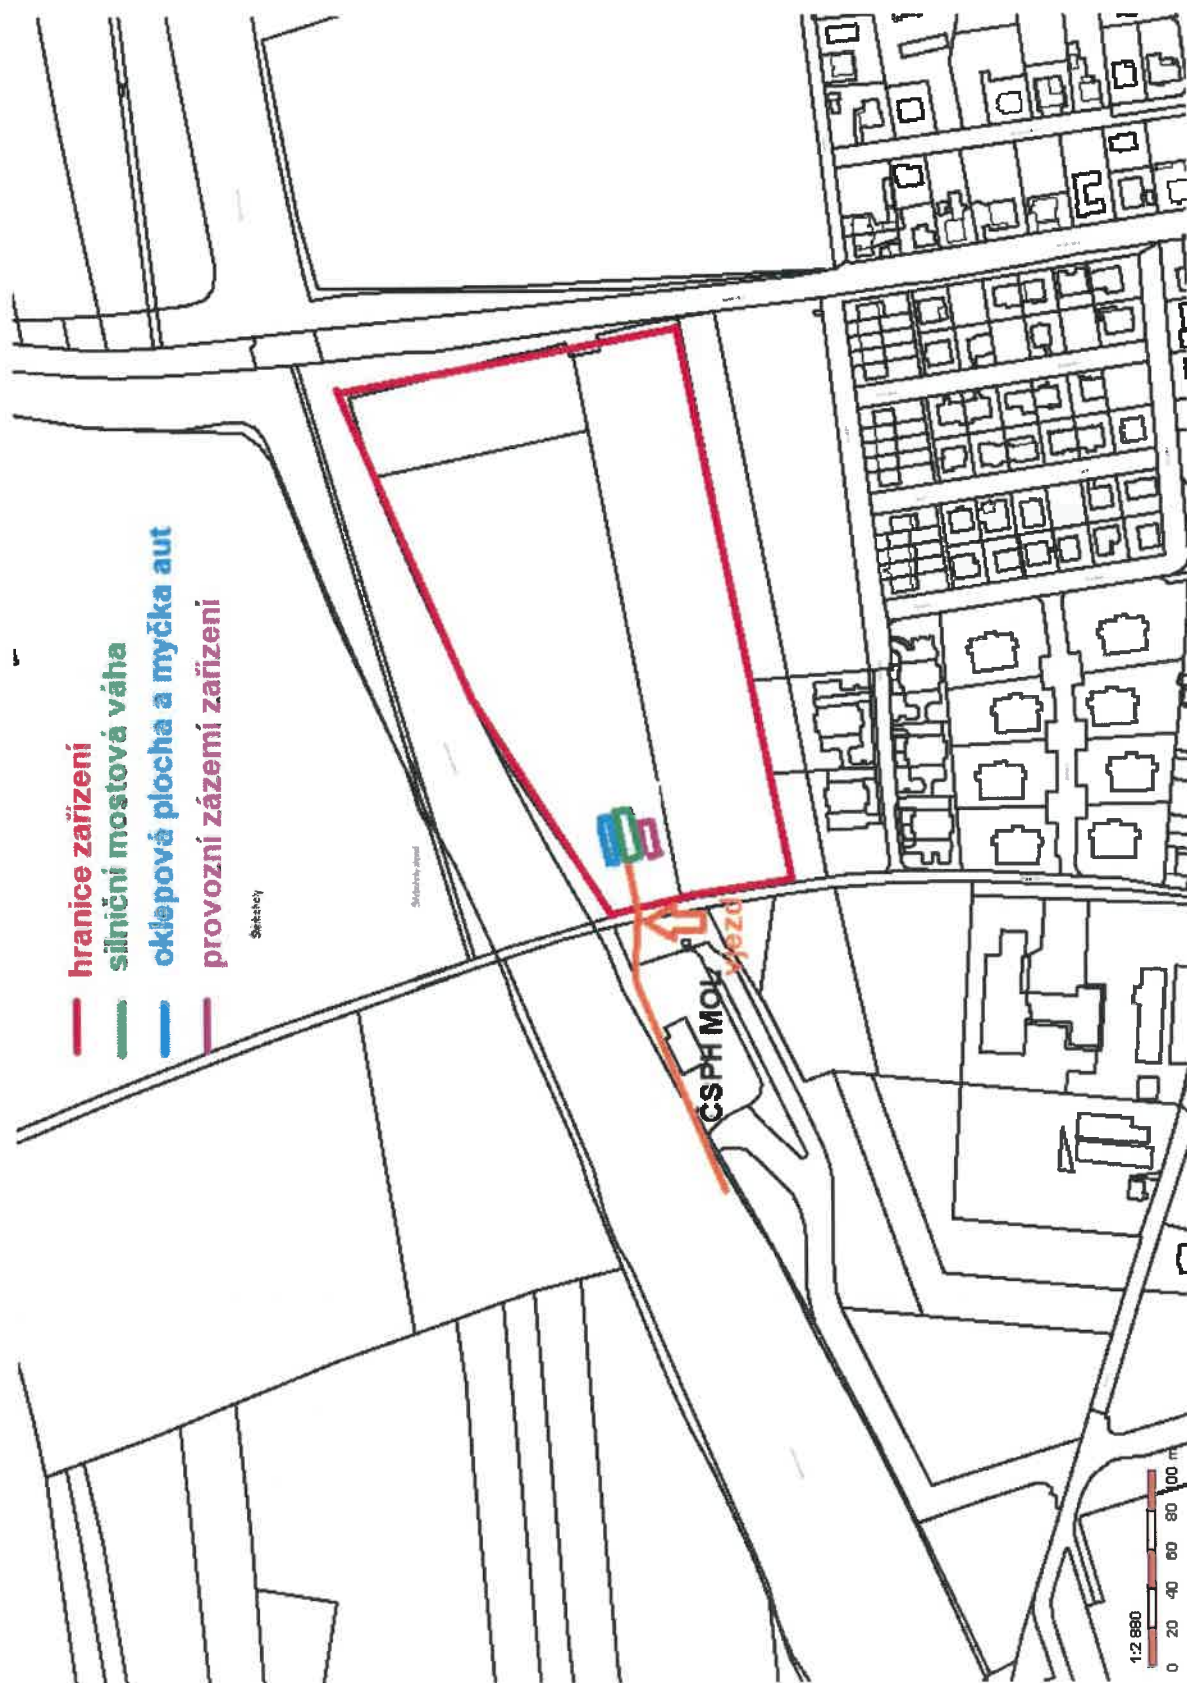 hranice zařízení
silniční mostová váha
oklepová plocha a myčka aut
provozní zázemí zařízení
ČSPH MOL
vjezd
1:2 880
0 20 40 60 80 100 m